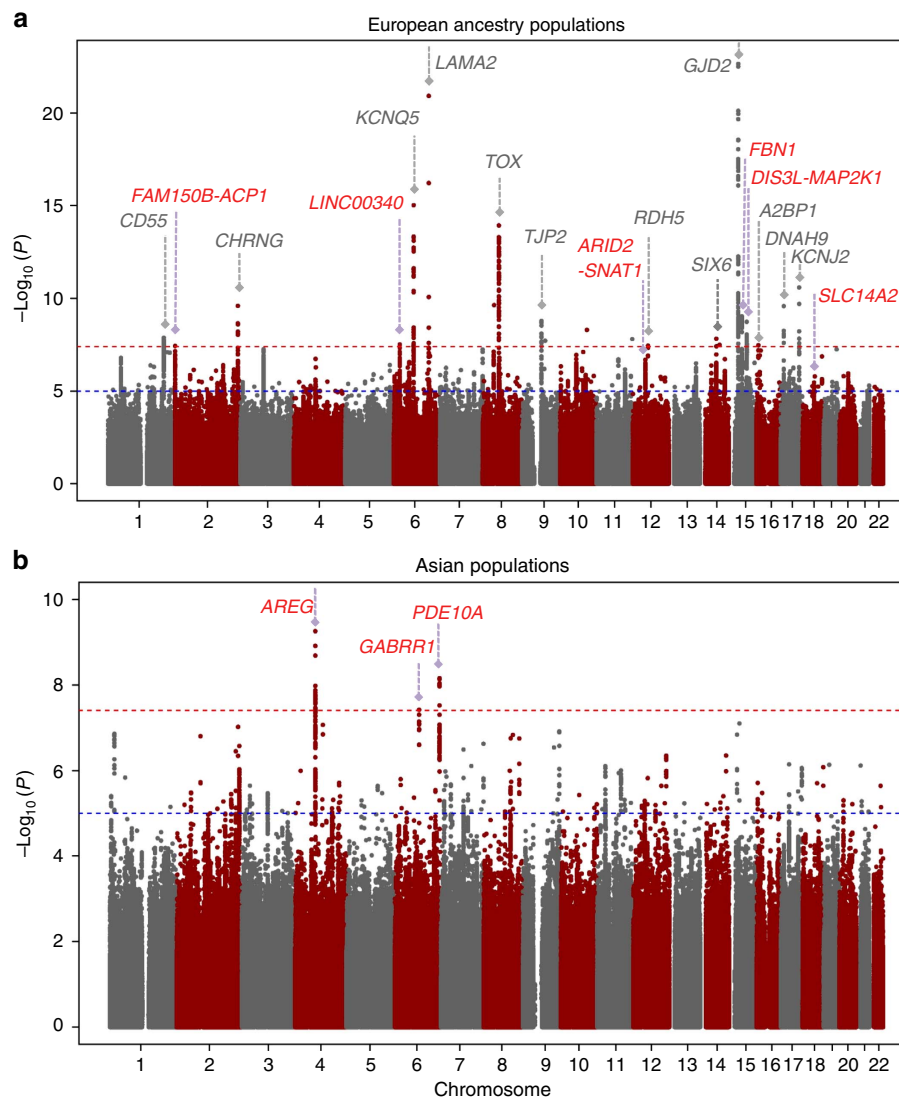 a
European ancestry populations
LAMA2
GJD2
KCNQ5
TOX
FBN1
FAM150B-ACP1
LINC00340
DIS3L-MAP2K1
CD55
RDH5
A2BP1
CHRNG
TJP2
ARID2
-SNAT1
SIX6
DNAH9
KCNJ2
SLC14A2
−Log10 (P)
20
15
10
5
0
1 2 3 4 5 6 7 8 9 10 11 12 13 14 15 16 17 18 20 22
b
Asian populations
AREG
PDE10A
GABRR1
−Log10 (P)
10
8
6
4
2
0
1 2 3 4 5 6 7 8 9 10 11 12 13 14 15 16 17 18 20 22
Chromosome